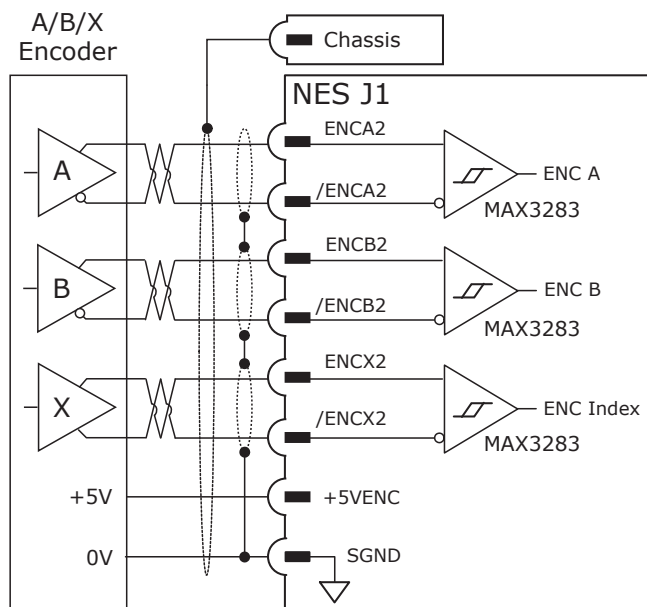 A/B/X
Encoder
Chassis
NES J1
A
ENCA2
/ENCA2
ENC A
MAX3283
B
ENCB2
/ENCB2
ENC B
MAX3283
X
ENCX2
/ENCX2
ENC Index
MAX3283
+5V
+5VENC
0V
SGND